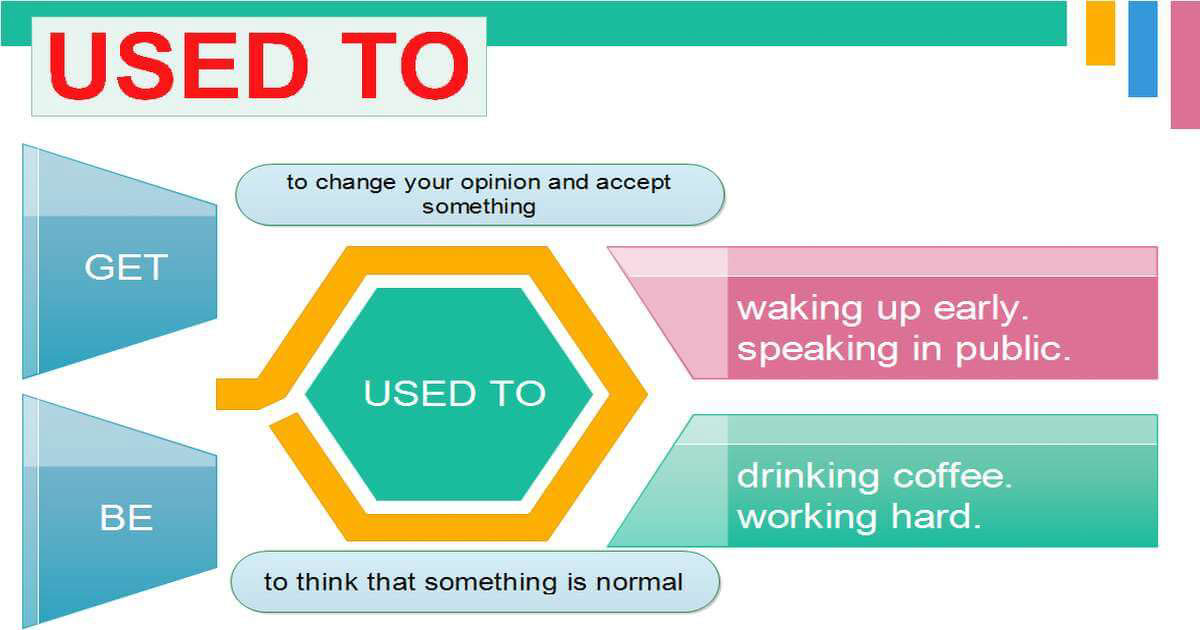 USED TO
to change your opinion and accept
something
GET
USED TO
waking up early.
speaking in public.
BE
drinking coffee.
working hard.
to think that something is normal